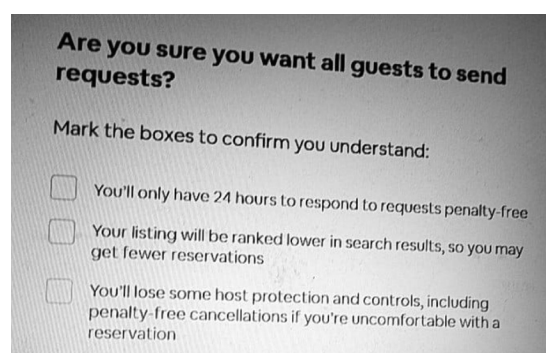 Are you sure you want all guests to send
requests?
Mark the boxes to confirm you understand:
You'll only have 24 hours to respond to requests penalty-free
Your listing will be ranked lower in search results, so you may
get fewer reservations
You'll lose some host protection and controls, including
penalty-free cancellations if you're uncomfortable with a
reservation